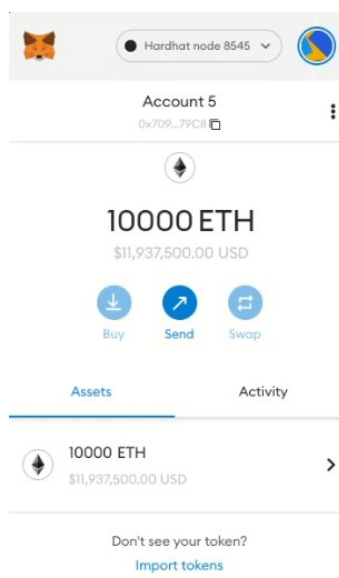 Hardhat node 8545
Account 5
0x709...79C8
10000 ETH
$11,937,500.00 USD
Buy Send Swap
Assets Activity
10000 ETH
$11,937,500.00 USD
Don't see your token?
Import tokens